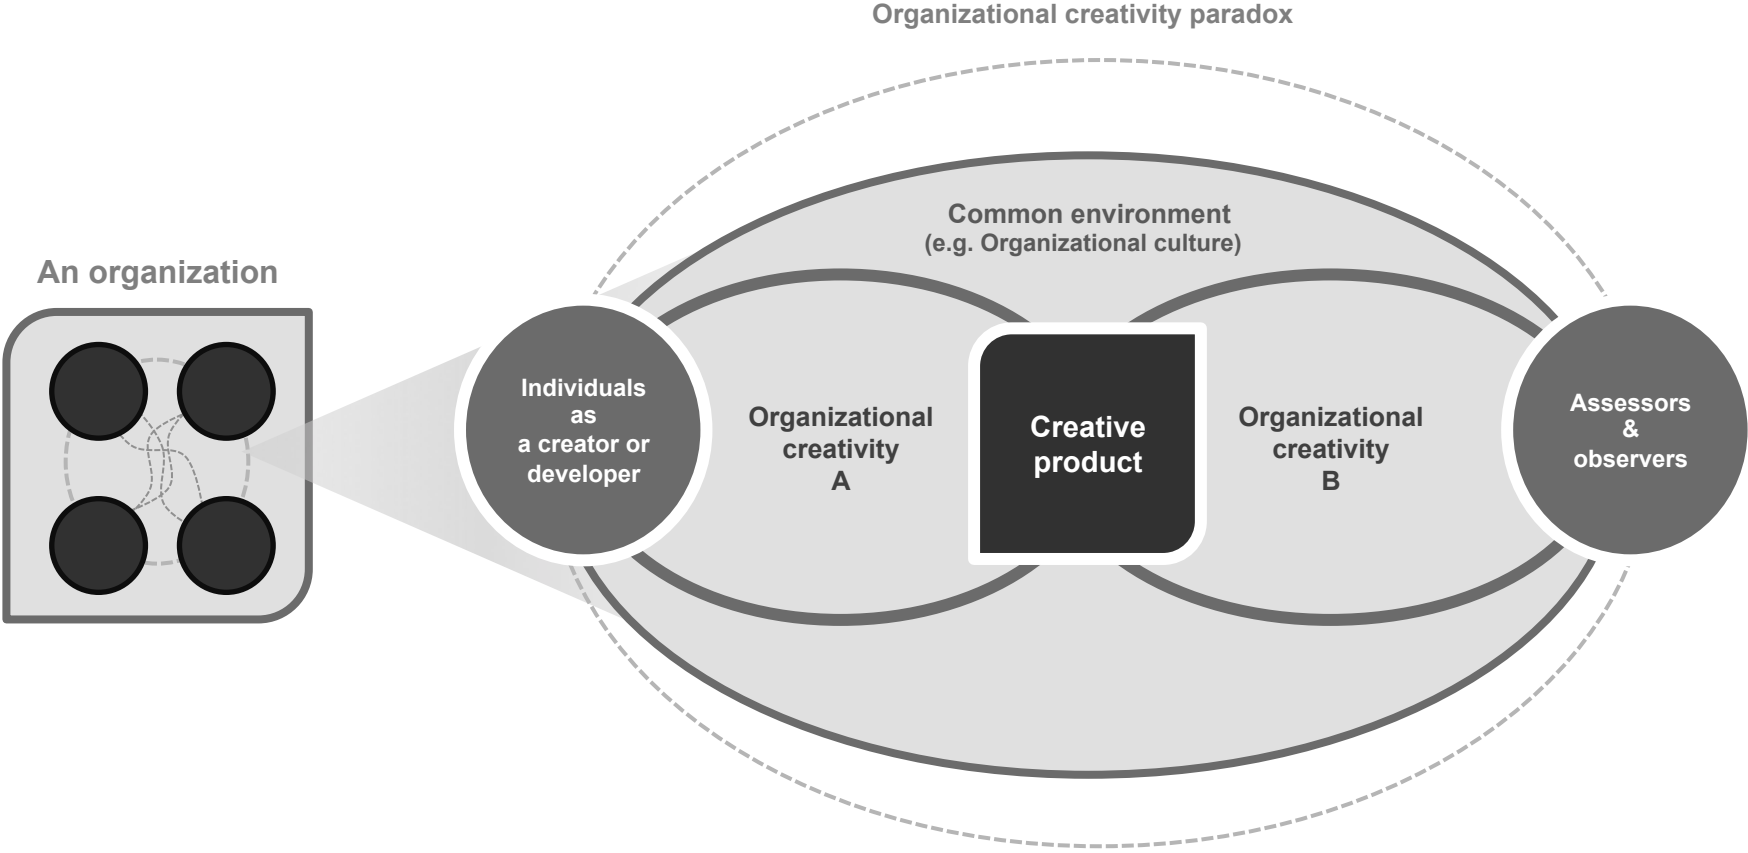 Organizational creativity paradox
Common environment
(e.g. Organizational culture)
An organization
Individuals
as
a creator or
developer
Organizational
creativity
A
Creative
product
Organizational
creativity
B
Assessors
&
observers